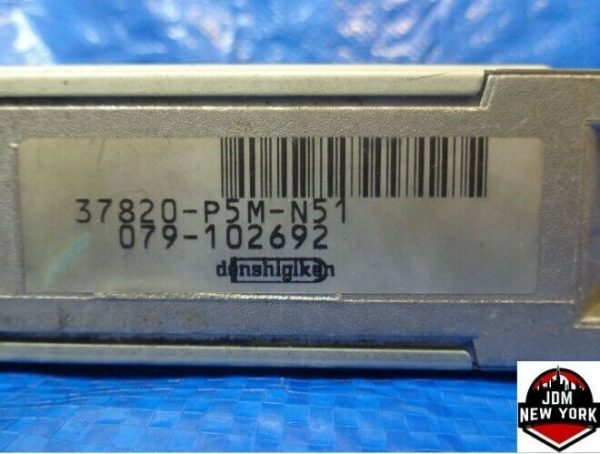 37820-P5M-N51
079-102692
denshigiken
JDM
NEW YORK